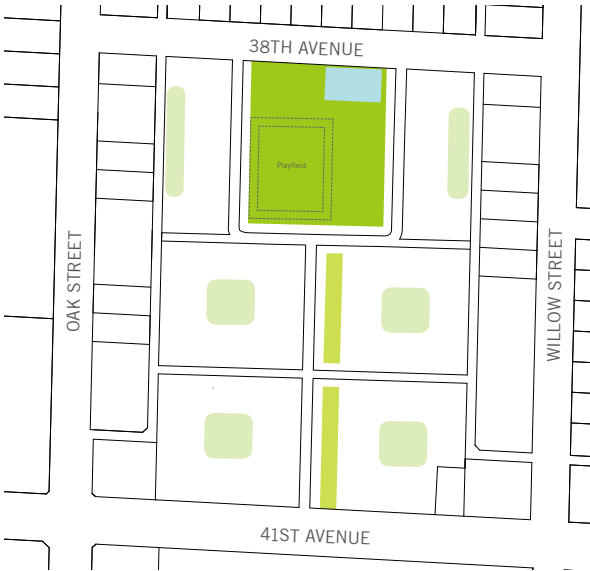 38TH AVENUE
Playfield
OAK STREET
WILLOW STREET
41ST AVENUE